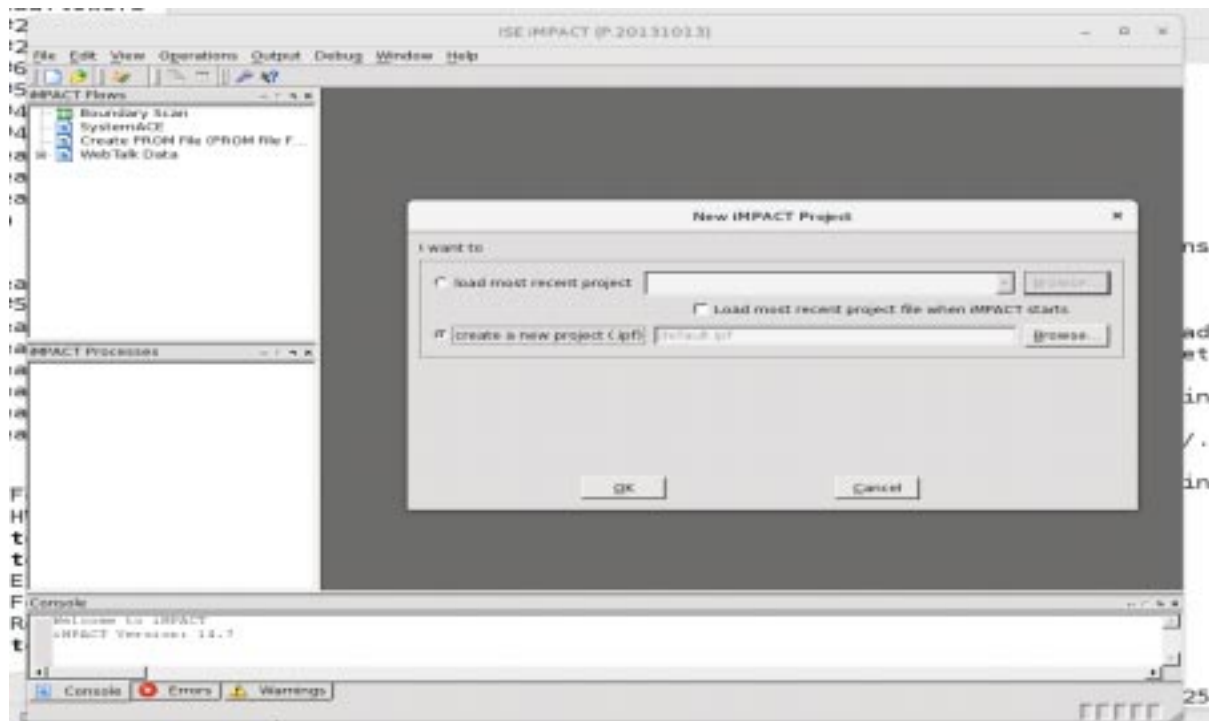 ISE iMPACT (P.20131013)
File Edit View Operations Output Debug Window Help
iMPACT Flows
Boundary Scan
SystemACE
Create PROM File (PROM File F...
WebTalk Data
New iMPACT Project
I want to
load most recent project
Browse...
Load most recent project file when iMPACT starts
create a new project (.ipf)
default.ipf
Browse...
OK
Cancel
iMPACT Processes
Console
Welcome to iMPACT
iMPACT Version: 14.7
Console Errors Warnings